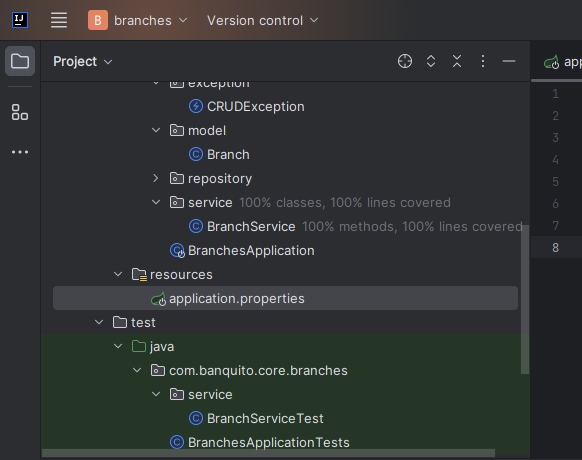 IJ B branches Version control
Project
app
exception
CRUDException
model
Branch
repository
service 100% classes, 100% lines covered
BranchService 100% methods, 100% lines covered
BranchesApplication
resources
application.properties
test
java
com.banquito.core.branches
service
BranchServiceTest
BranchesApplicationTests
1
2
3
4
5
6
7
8